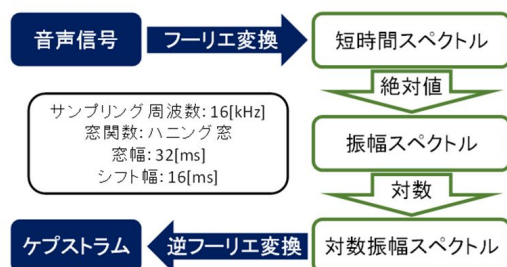 音声信号
フーリエ変換
短時間スペクトル
絶対値
サンプリング周波数: 16[kHz]
窓関数: ハニング窓
窓幅: 32[ms]
シフト幅: 16[ms]
振幅スペクトル
対数
ケプストラム
逆フーリエ変換
対数振幅スペクトル